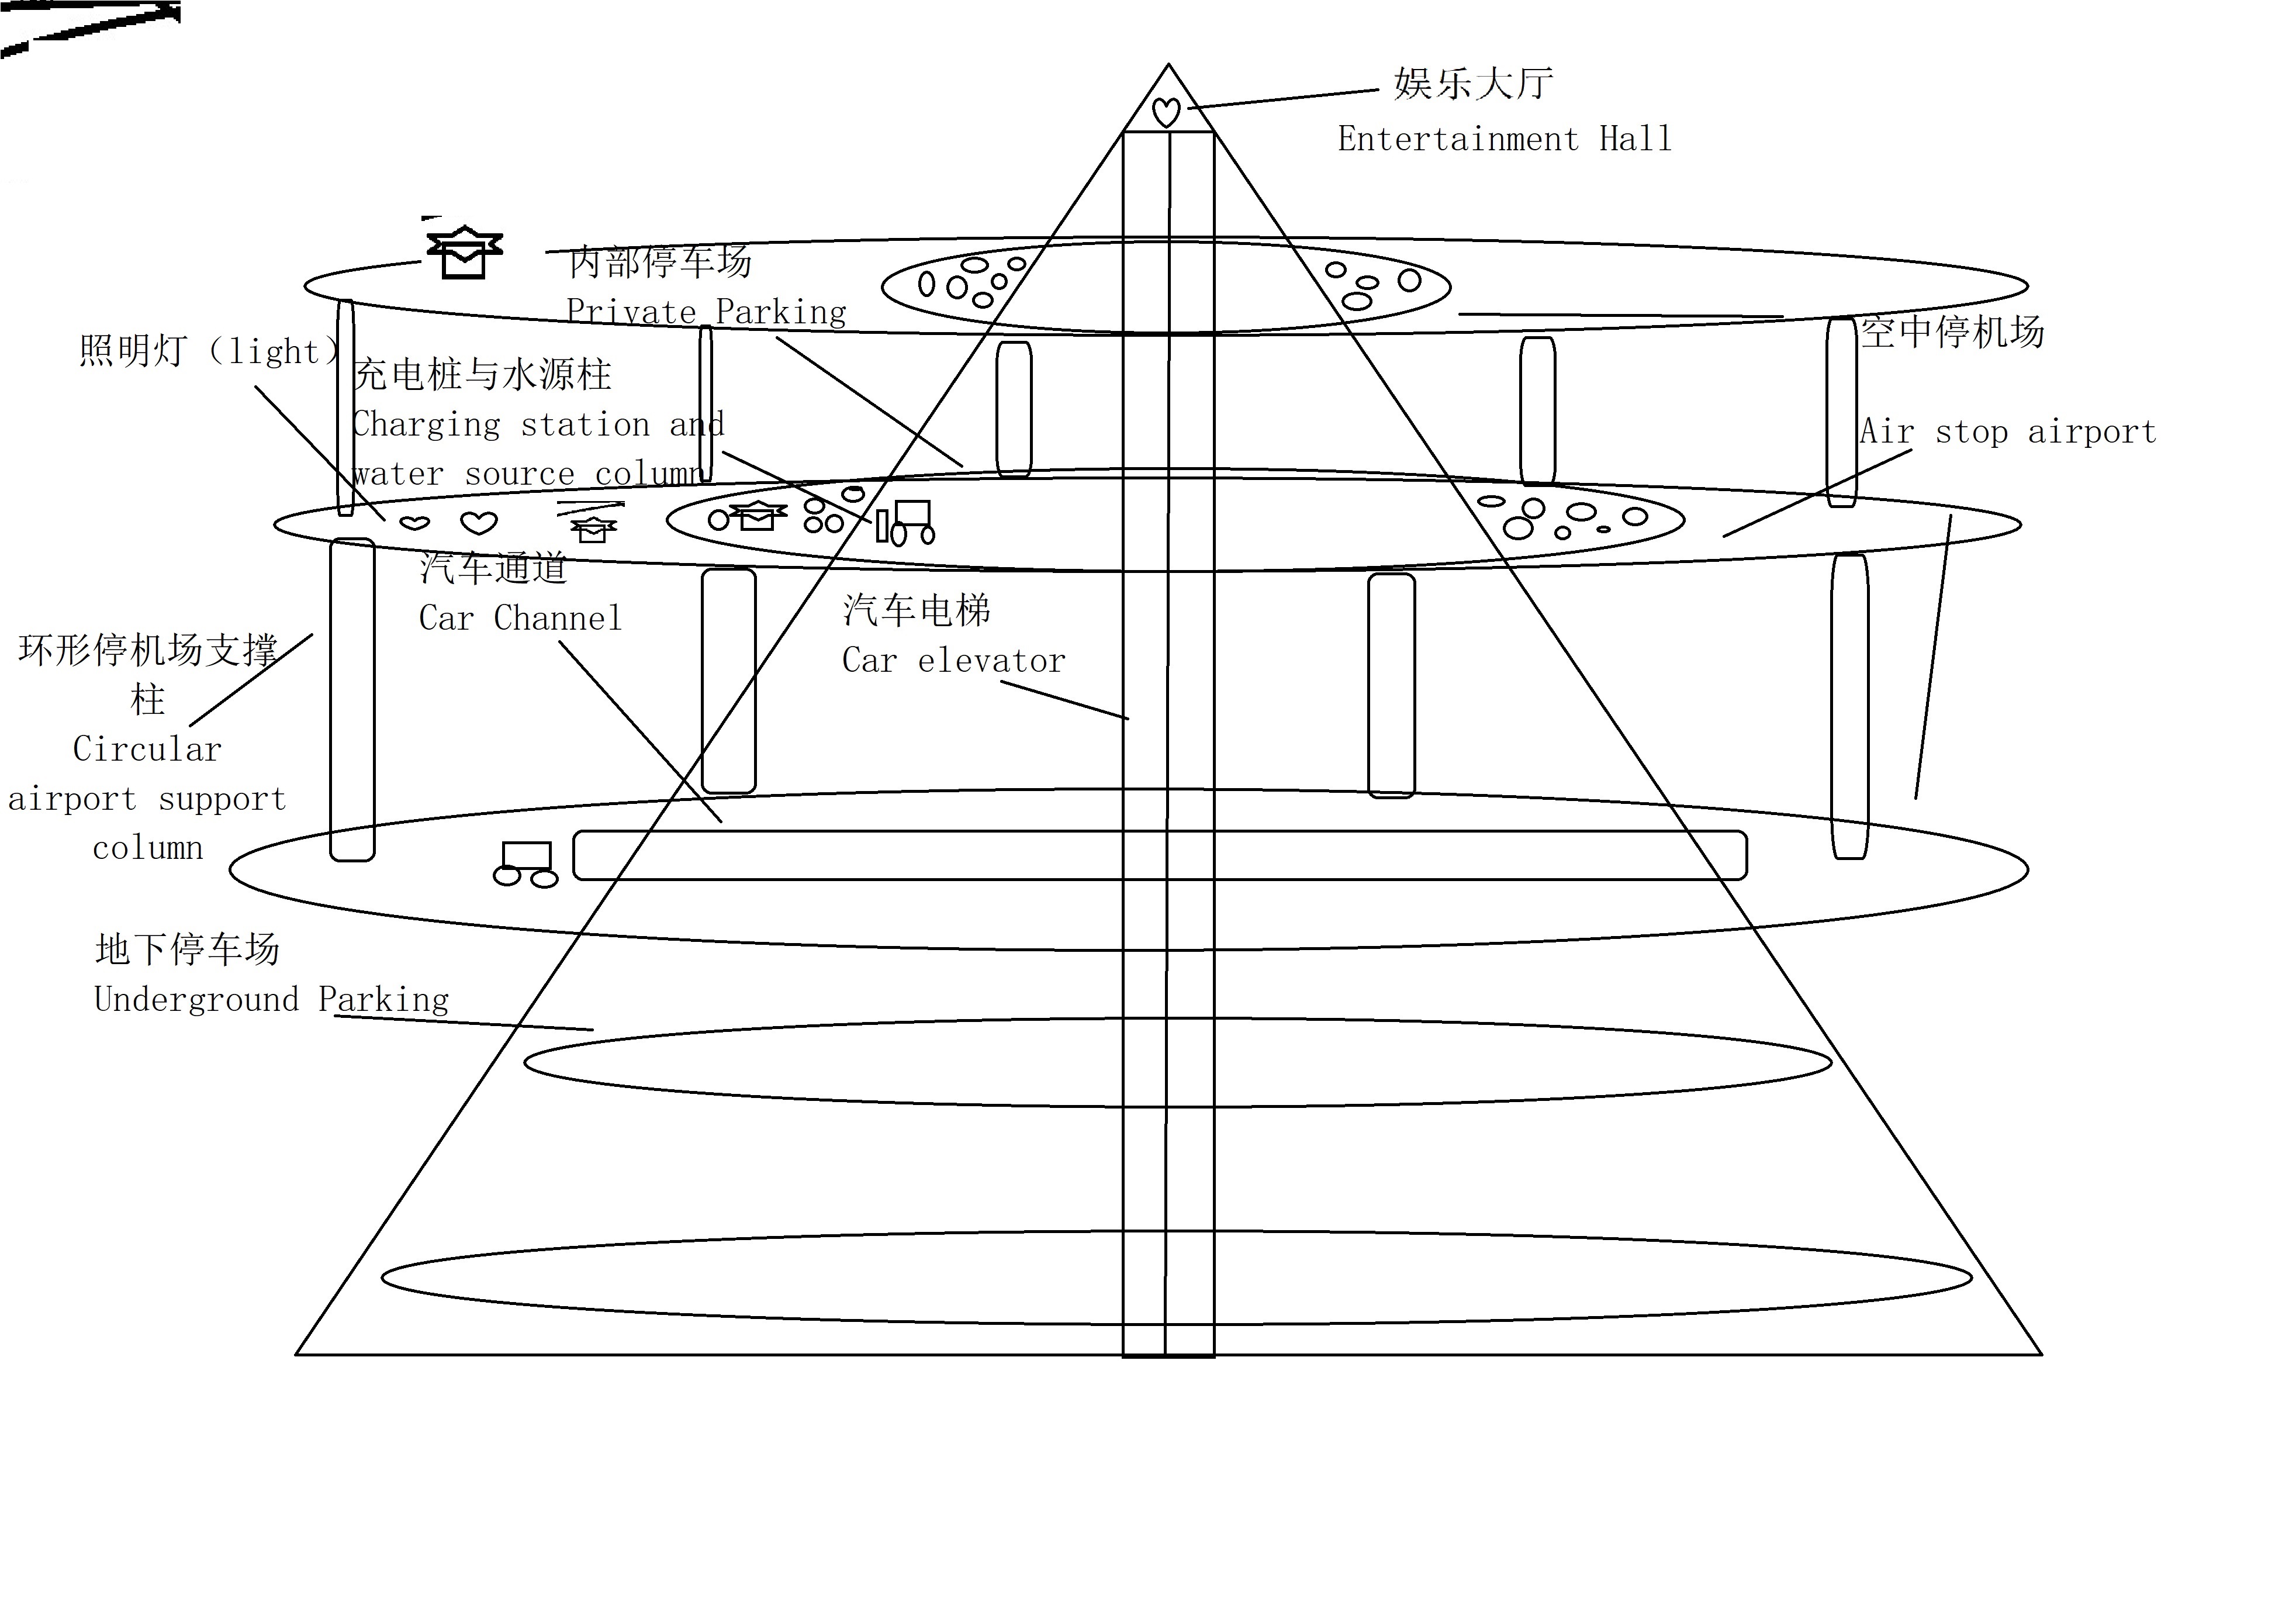 娱乐大厅
Entertainment Hall
内部停车场
Private Parking
照明灯（light）
充电桩与水源柱
Charging station and
water source column
空中停机场
Air stop airport
汽车通道
Car Channel
汽车电梯
Car elevator
环形停机场支撑
柱
Circular
airport support
column
地下停车场
Underground Parking